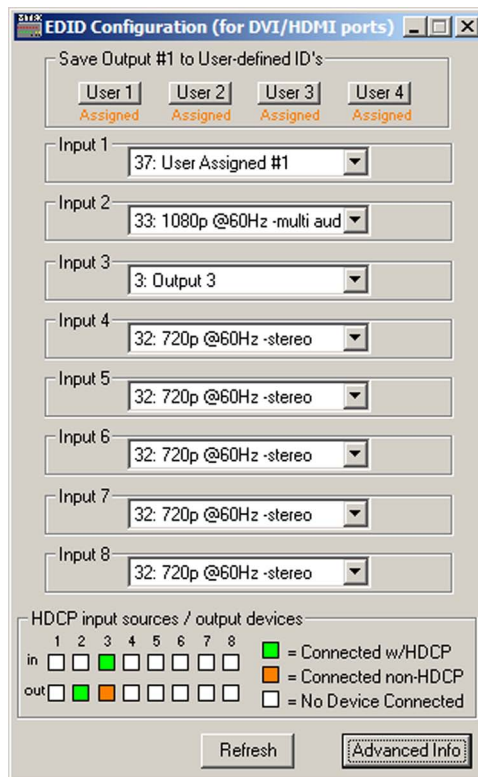 EDID Configuration (for DVI/HDMI ports)
Save Output #1 to User-defined ID's
User 1 User 2 User 3 User 4
Assigned Assigned Assigned Assigned
Input 1
37: User Assigned #1
Input 2
33: 1080p @60Hz -multi aud
Input 3
3: Output 3
Input 4
32: 720p @60Hz -stereo
Input 5
32: 720p @60Hz -stereo
Input 6
32: 720p @60Hz -stereo
Input 7
32: 720p @60Hz -stereo
Input 8
32: 720p @60Hz -stereo
HDCP input sources / output devices
1 2 3 4 5 6 7 8
in
= Connected w/HDCP
= Connected non-HDCP
out
= No Device Connected
Refresh Advanced Info